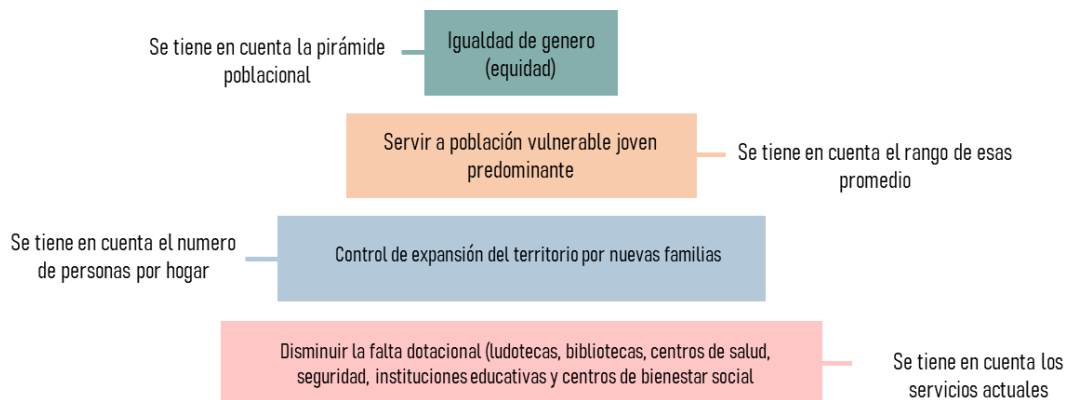 Se tiene en cuenta la pirámide
poblacional
Igualdad de genero
(equidad)
Servir a población vulnerable joven
predominante
Se tiene en cuenta el rango de esas
promedio
Se tiene en cuenta el numero
de personas por hogar
Control de expansión del territorio por nuevas familias
Disminuir la falta dotacional (ludotecas, bibliotecas, centros de salud,
seguridad, instituciones educativas y centros de bienestar social
Se tiene en cuenta los
servicios actuales